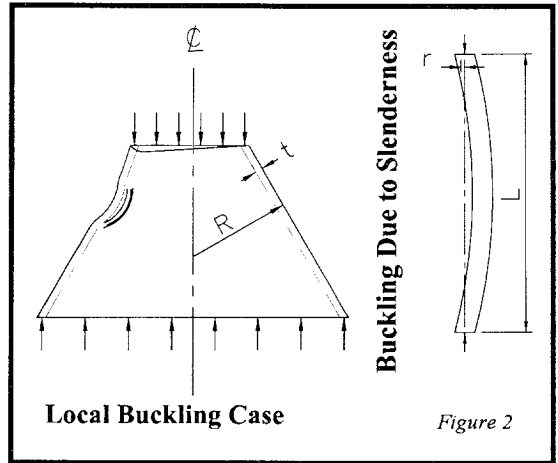 ℄
t
R
Local Buckling Case
Buckling Due to Slenderness
r
L
Figure 2